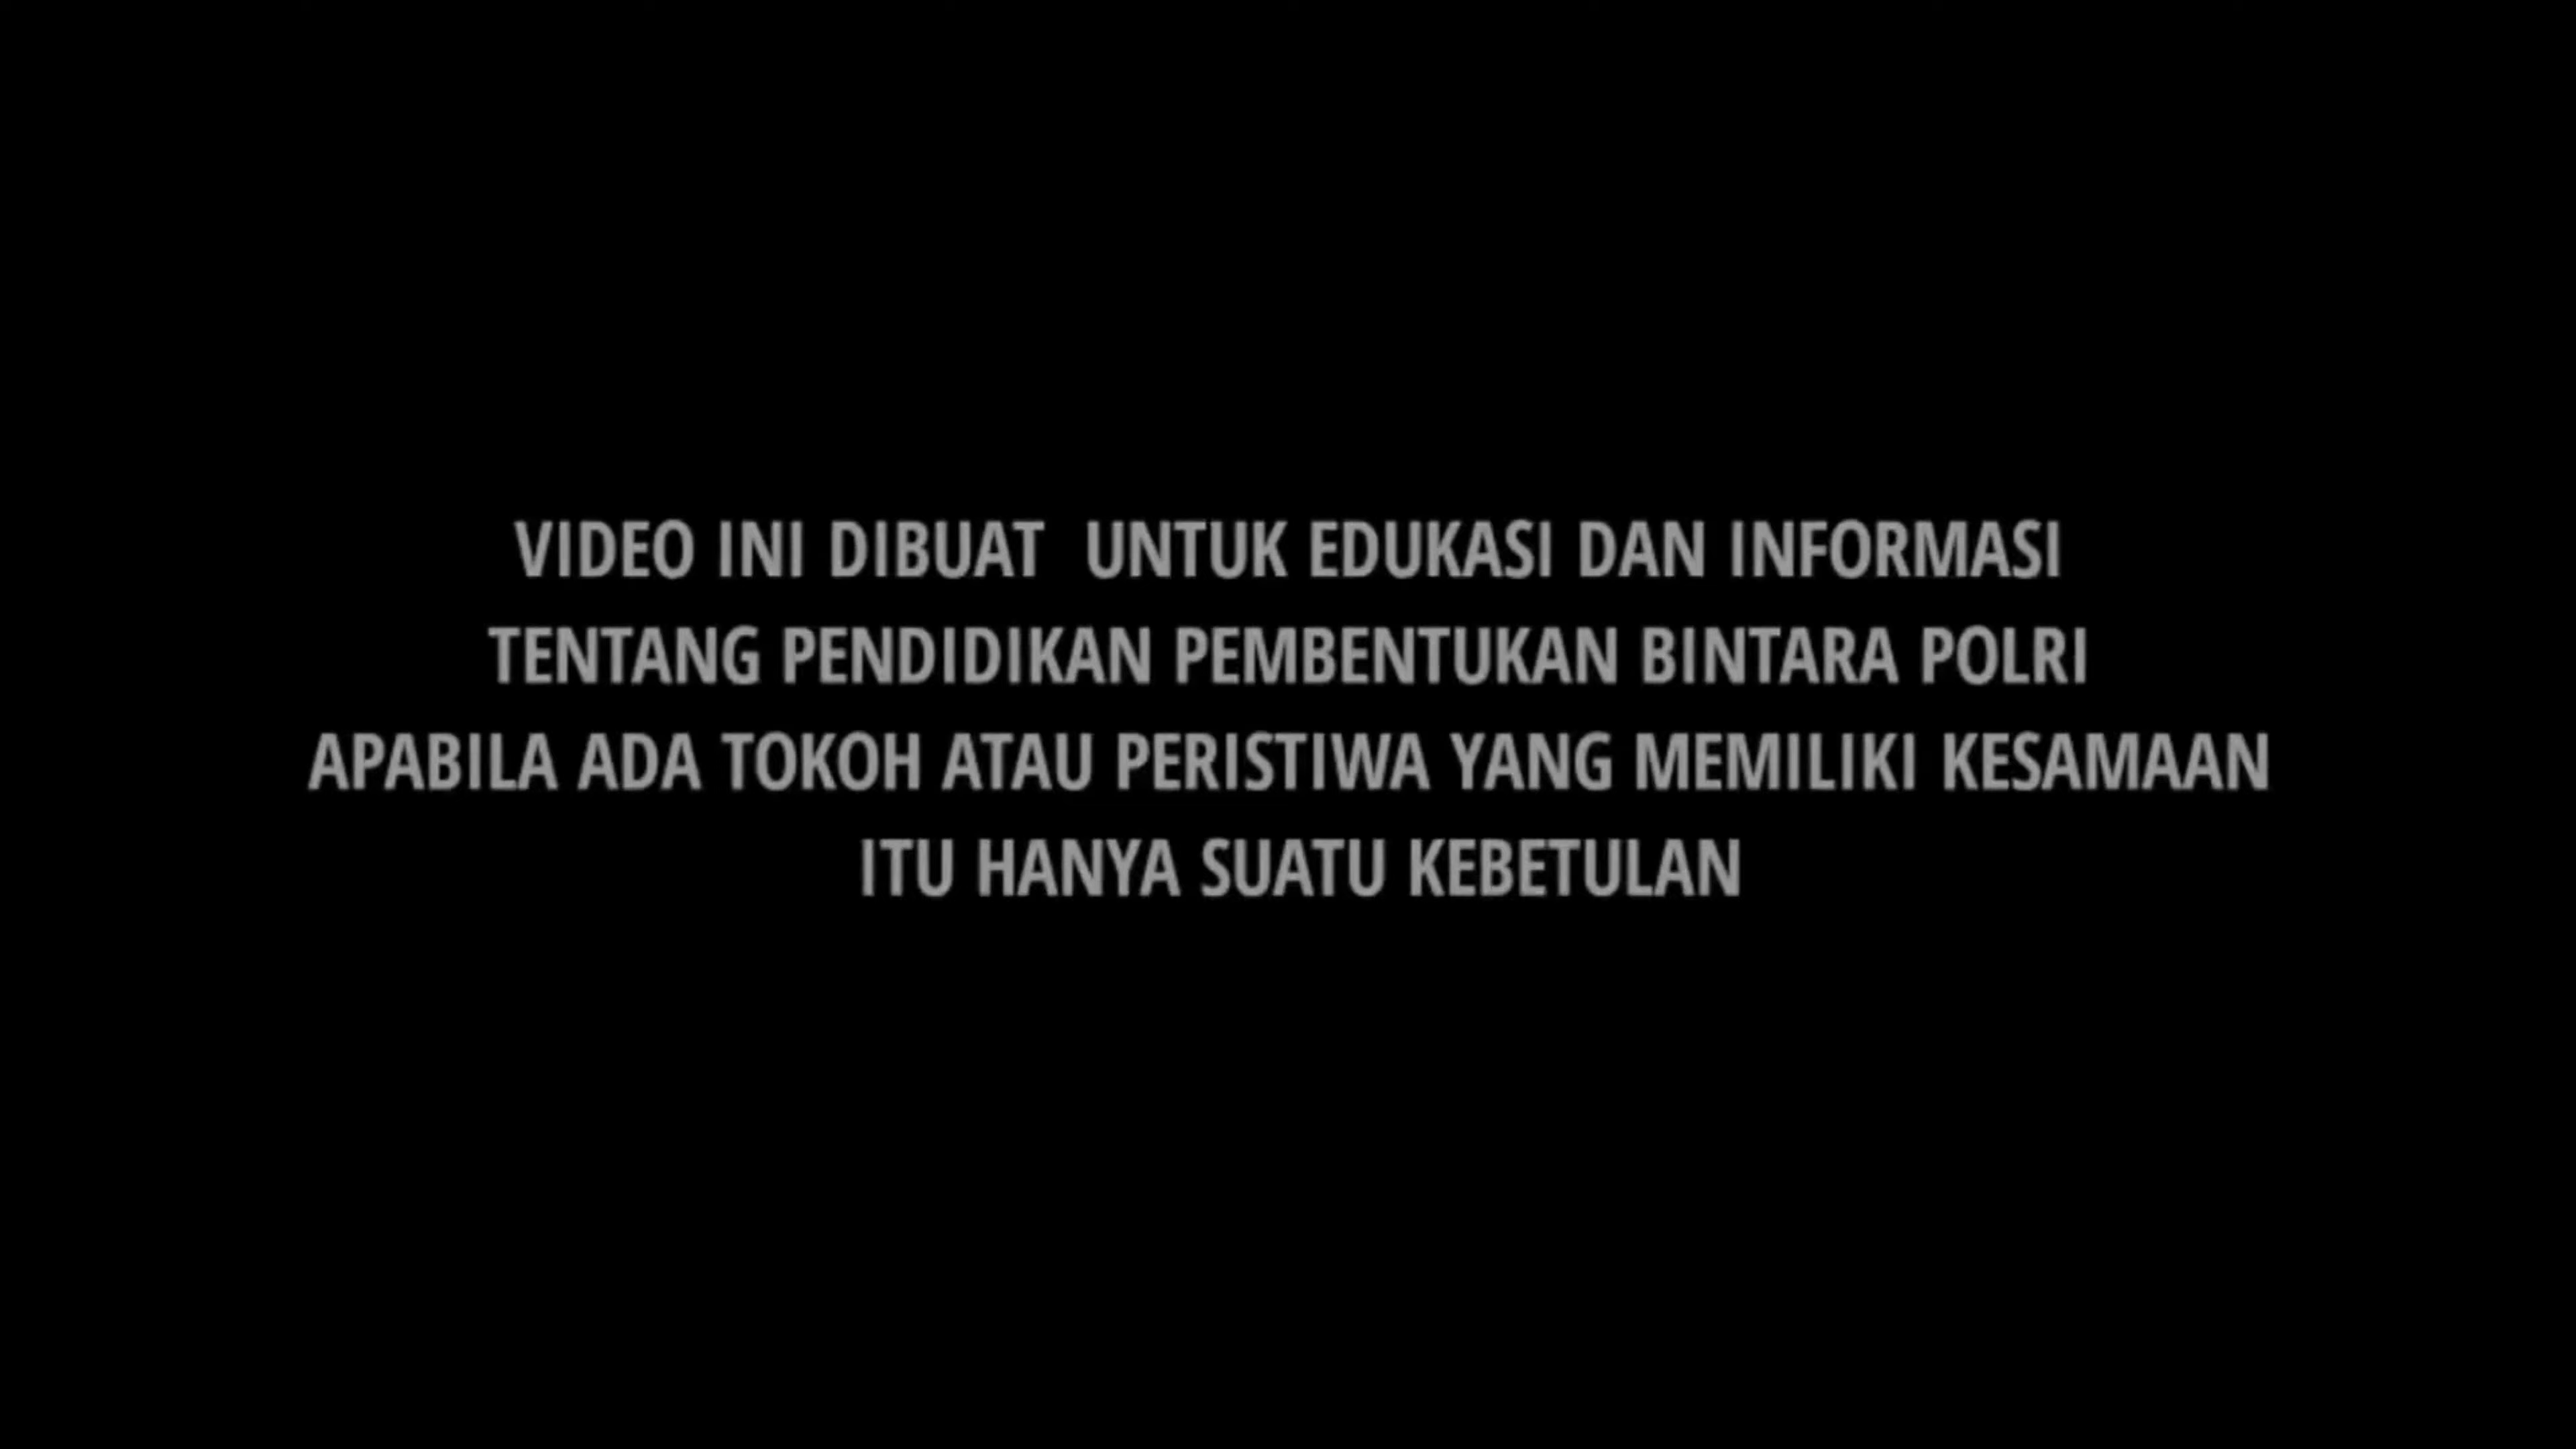 VIDEO INI DIBUAT  UNTUK EDUKASI DAN INFORMASI
TENTANG PENDIDIKAN PEMBENTUKAN BINTARA POLRI
APABILA ADA TOKOH ATAU PERISTIWA YANG MEMILIKI KESAMAAN
ITU HANYA SUATU KEBETULAN